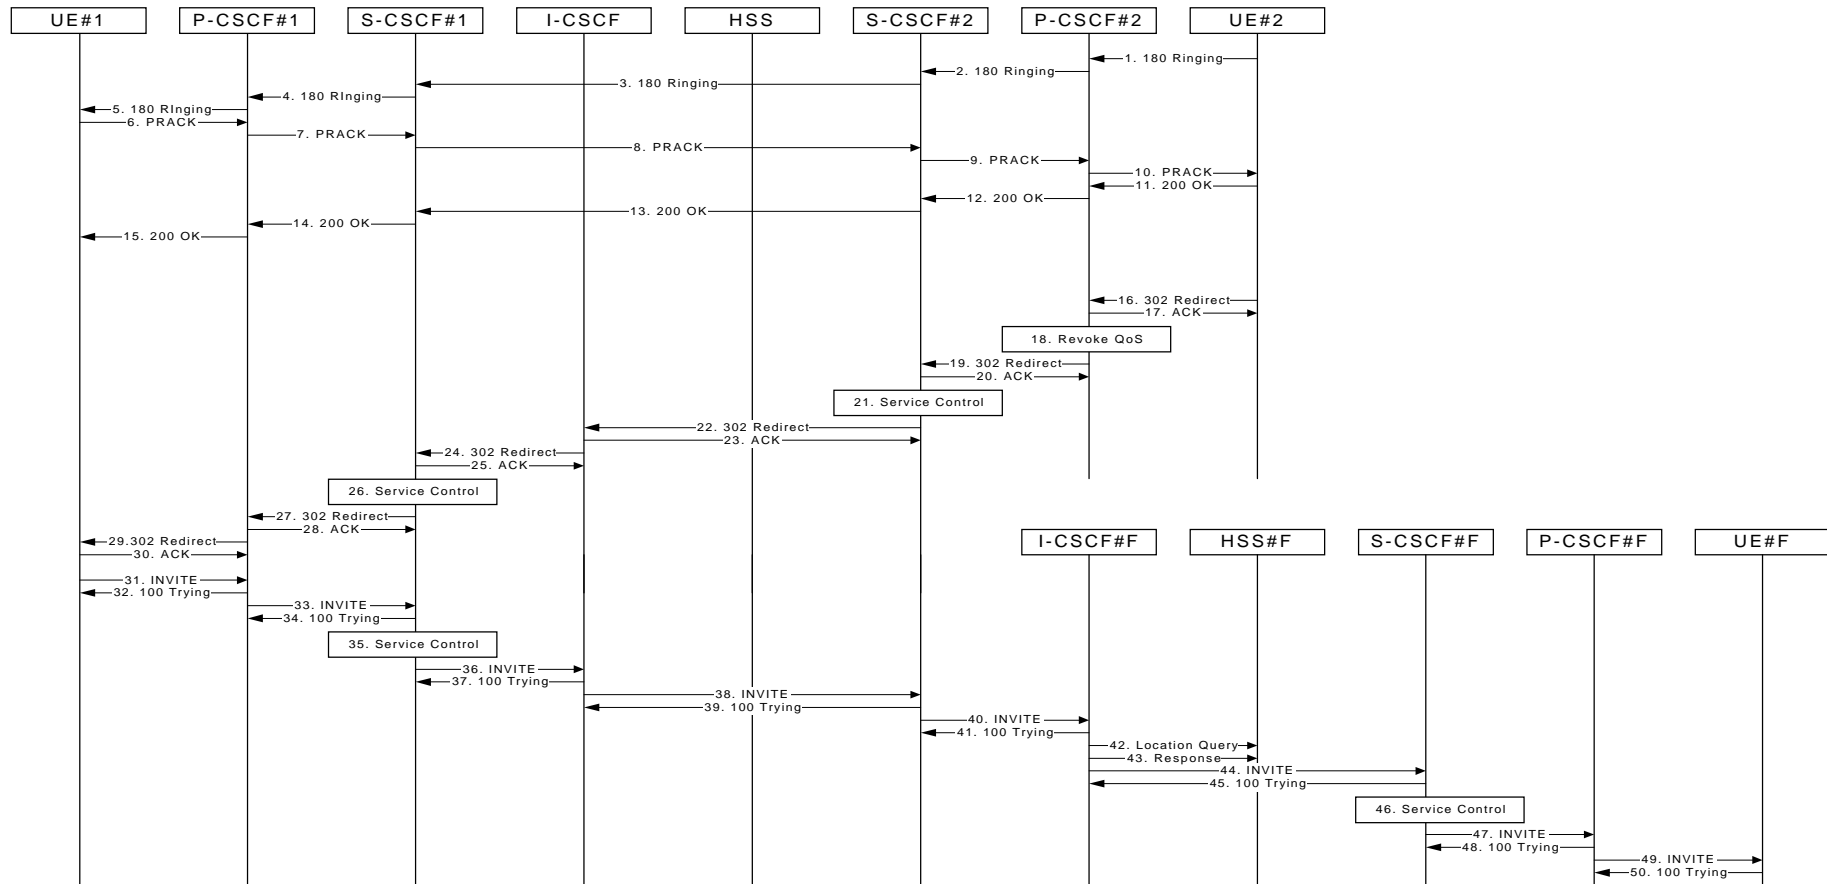 UE#1 P-CSCF#1 S-CSCF#1 I-CSCF HSS S-CSCF#2 P-CSCF#2 UE#2
1. 180 Ringing
2. 180 Ringing
3. 180 Ringing
4. 180 RInging
5. 180 RInging
6. PRACK
7. PRACK
8. PRACK
9. PRACK
10. PRACK
11. 200 OK
12. 200 OK
13. 200 OK
14. 200 OK
15. 200 OK
16. 302 Redirect
17. ACK
18. Revoke QoS
19. 302 Redirect
20. ACK
21. Service Control
22. 302 Redirect
23. ACK
24. 302 Redirect
25. ACK
26. Service Control
27. 302 Redirect
28. ACK
29.302 Redirect
30. ACK
I-CSCF#F HSS#F S-CSCF#F P-CSCF#F UE#F
31. INVITE
32. 100 Trying
33. INVITE
34. 100 Trying
35. Service Control
36. INVITE
37. 100 Trying
38. INVITE
39. 100 Trying
40. INVITE
41. 100 Trying
42. Location Query
43. Response
44. INVITE
45. 100 Trying
46. Service Control
47. INVITE
48. 100 Trying
49. INVITE
50. 100 Trying